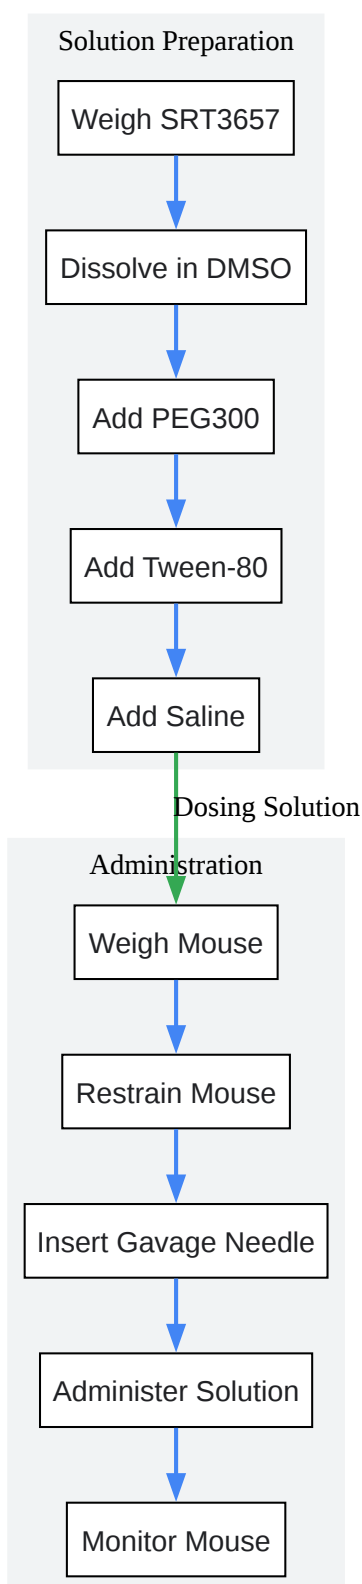 Solution Preparation
Weigh SRT3657
Dissolve in DMSO
Add PEG300
Add Tween-80
Add Saline
Dosing Solution
Administration
Weigh Mouse
Restrain Mouse
Insert Gavage Needle
Administer Solution
Monitor Mouse